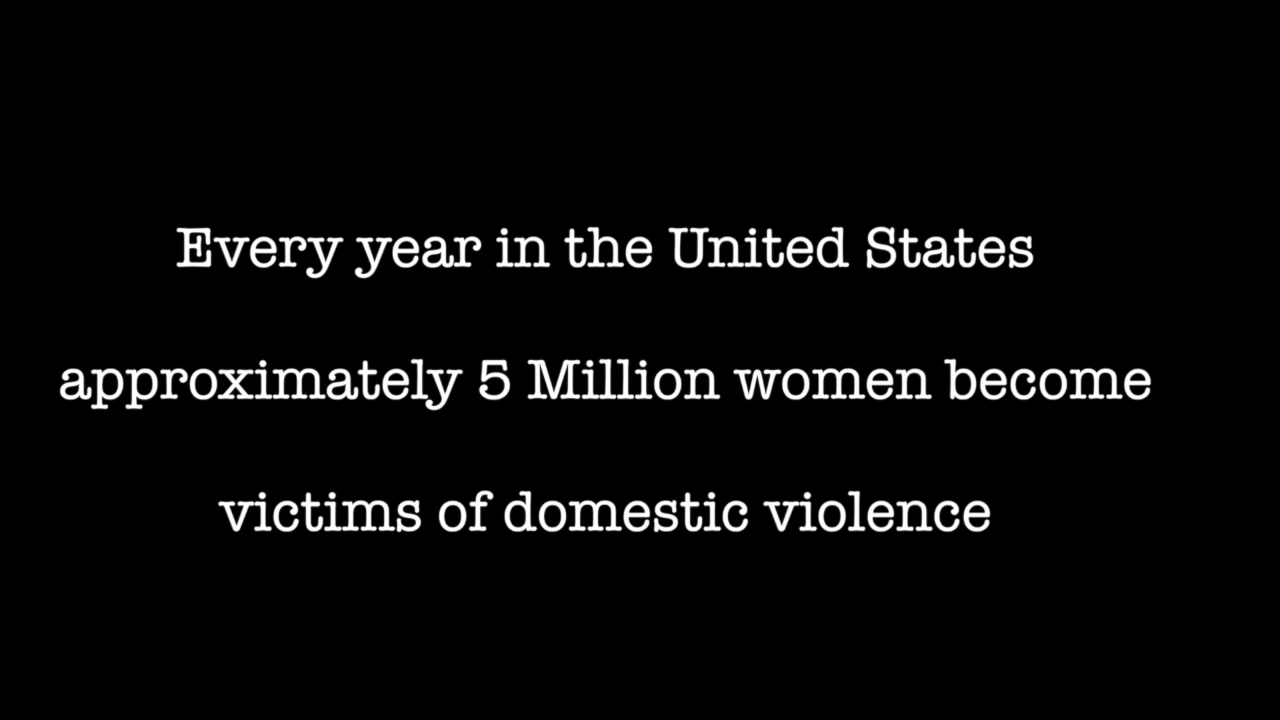 Every year in the United States
approximately 5 Million women become
victims of domestic violence